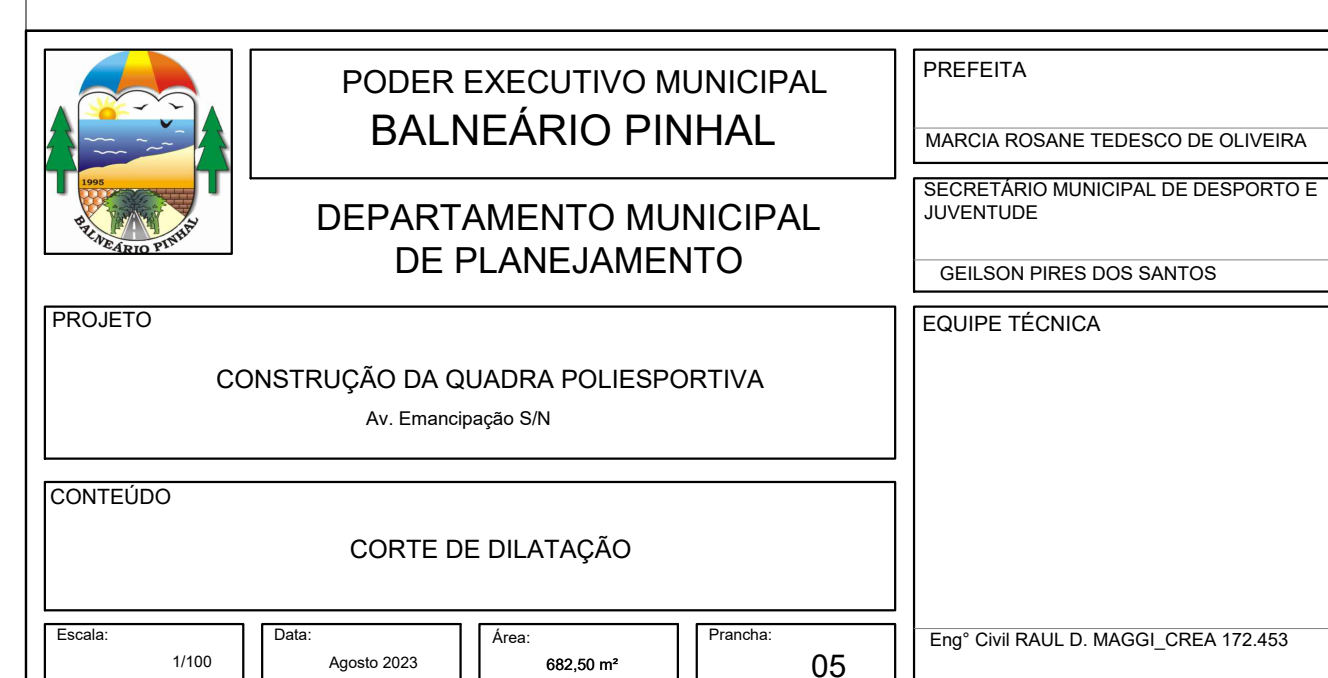 1995
BALNEÁRIO PINHAL
PODER EXECUTIVO MUNICIPAL
BALNEÁRIO PINHAL
DEPARTAMENTO MUNICIPAL
DE PLANEJAMENTO
PREFEITA
MARCIA ROSANE TEDESCO DE OLIVEIRA
SECRETÁRIO MUNICIPAL DE DESPORTO E
JUVENTUDE
GEILSON PIRES DOS SANTOS
PROJETO
CONSTRUÇÃO DA QUADRA POLIESPORTIVA
Av. Emancipação S/N
CONTEÚDO
CORTE DE DILATAÇÃO
Escala:
1/100
Data:
Agosto 2023
Área:
682,50 m²
Prancha:
05
EQUIPE TÉCNICA
Eng° Civil RAUL D. MAGGI_CREA 172.453